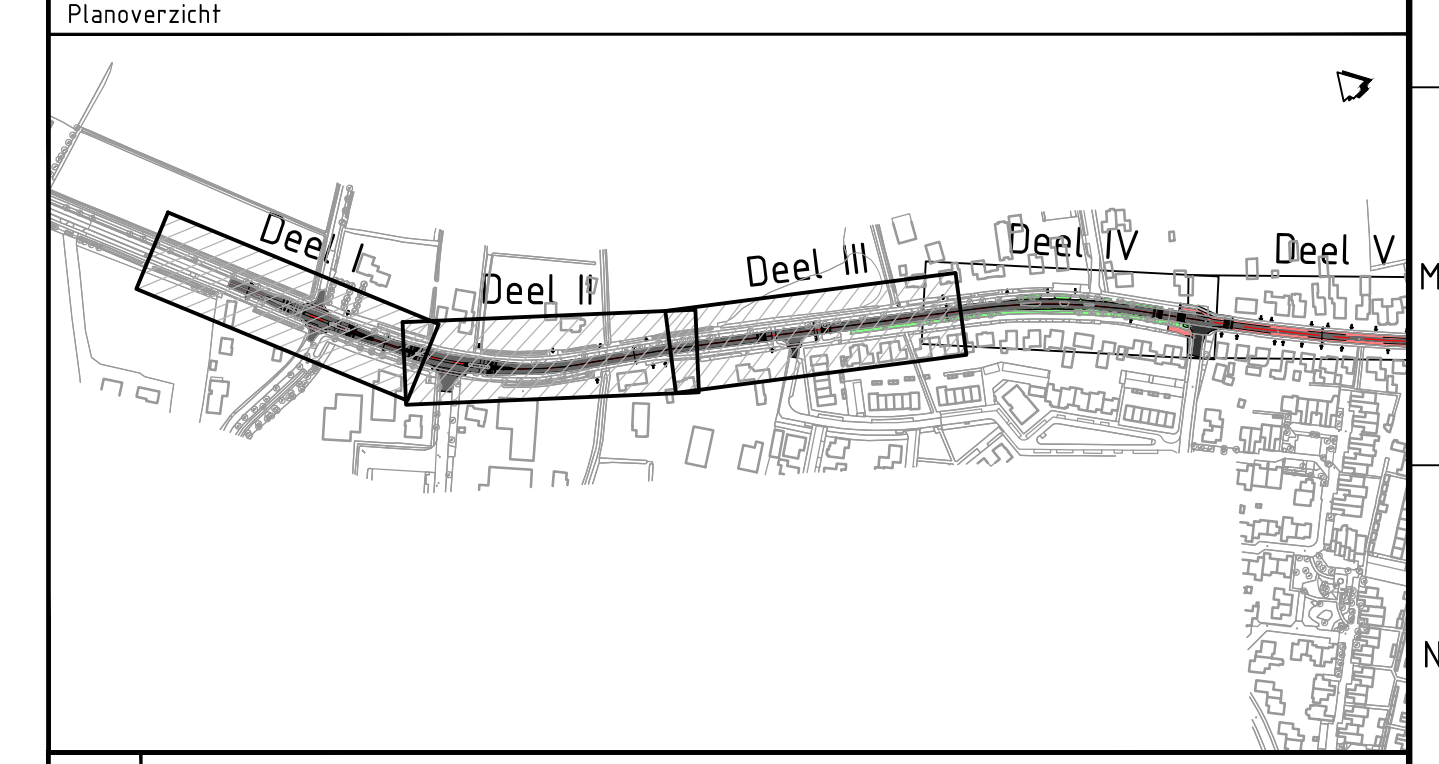 Planoverzicht
Deel I
Deel II
Deel III
Deel IV
Deel V
M
N